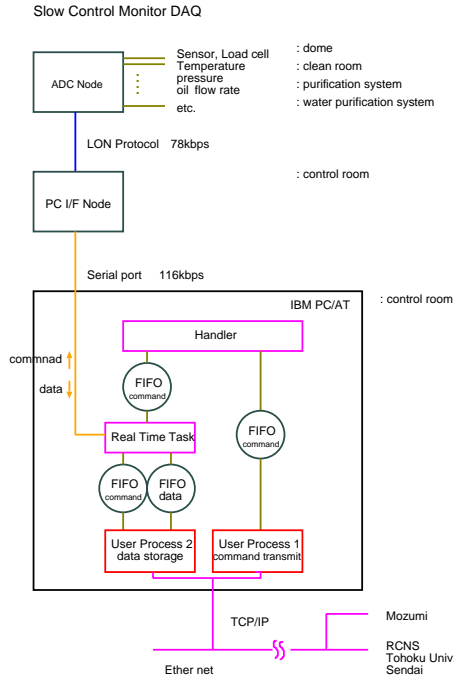 Slow Control Monitor DAQ
ADC Node
Sensor, Load cell
Temperature
pressure
oil flow rate
etc.
: dome
: clean room
: purification system
: water purification system
LON Protocol 78kbps
PC I/F Node
: control room
Serial port 116kbps
IBM PC/AT
: control room
Handler
commnad
data
FIFO
command
FIFO
command
Real Time Task
FIFO
command
FIFO
data
User Process 2
data storage
User Process 1
command transmit
TCP/IP
Ether net
Mozumi
RCNS
Tohoku Univ
Sendai